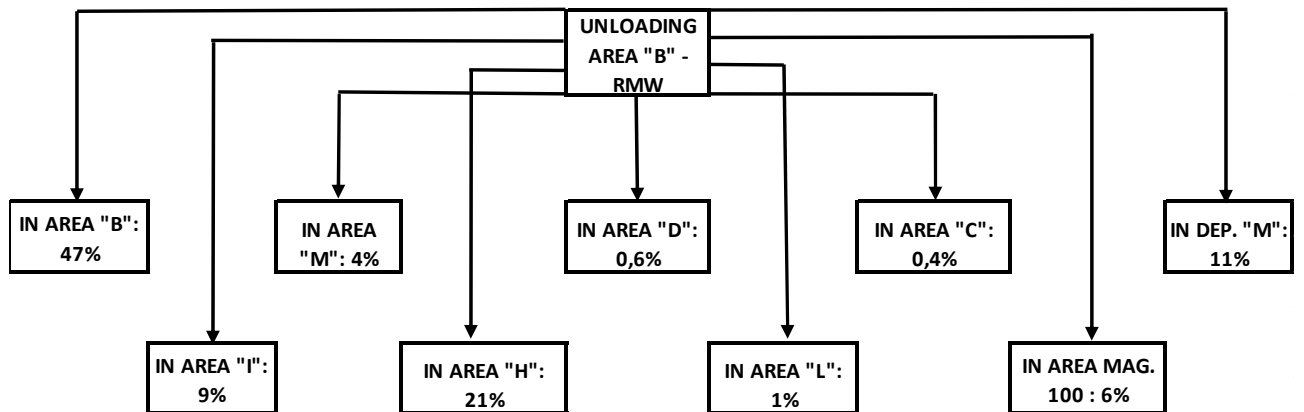 UNLOADING
AREA "B" -
RMW
IN AREA "B":
47%
IN AREA
"M": 4%
IN AREA "D":
0,6%
IN AREA "C":
0,4%
IN DEP. "M":
11%
IN AREA "I":
9%
IN AREA "H":
21%
IN AREA "L":
1%
IN AREA MAG.
100 : 6%